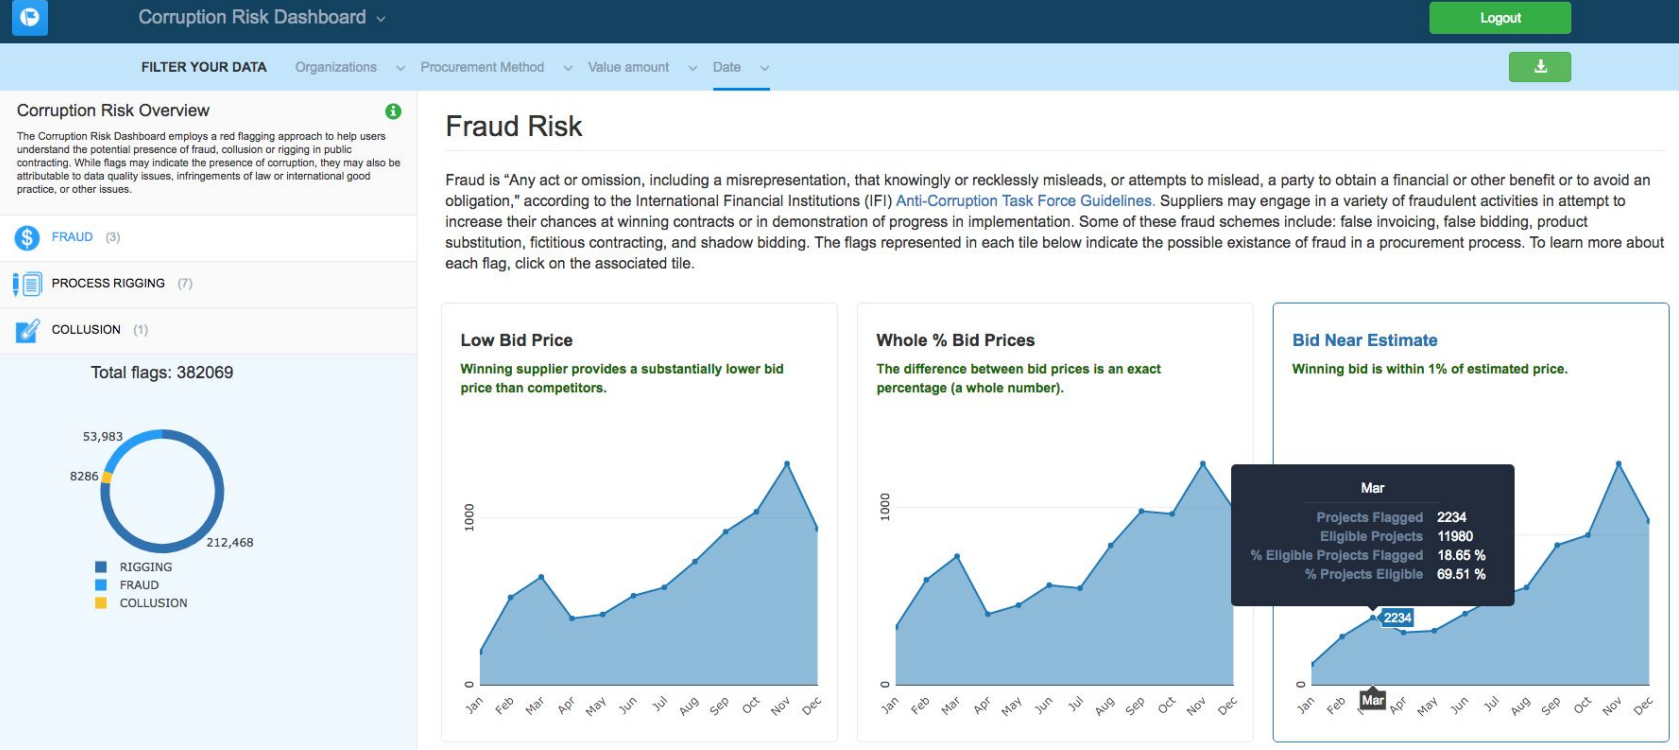 Corruption Risk Dashboard
Logout
FILTER YOUR DATA
Organizations
Procurement Method
Value amount
Date
Corruption Risk Overview
The Corruption Risk Dashboard employs a red flagging approach to help users
understand the potential presence of fraud, collusion or rigging in public
contracting. While flags may indicate the presence of corruption, they may also be
attributable to data quality issues, infringements of law or international good
practice, or other issues.
FRAUD (3)
PROCESS RIGGING (7)
COLLUSION (1)
Total flags: 382069
53,983
8286
212,468
RIGGING
FRAUD
COLLUSION
Fraud Risk
Fraud is “Any act or omission, including a misrepresentation, that knowingly or recklessly misleads, or attempts to mislead, a party to obtain a financial or other benefit or to avoid an
obligation,” according to the International Financial Institutions (IFI) Anti-Corruption Task Force Guidelines. Suppliers may engage in a variety of fraudulent activities in attempt to
increase their chances at winning contracts or in demonstration of progress in implementation. Some of these fraud schemes include: false invoicing, false bidding, product
substitution, fictitious contracting, and shadow bidding. The flags represented in each tile below indicate the possible existance of fraud in a procurement process. To learn more about
each flag, click on the associated tile.
Low Bid Price
Winning supplier provides a substantially lower bid
price than competitors.
1000
0
Jan Feb Mar Apr May Jun Jul Aug Sep Oct Nov Dec
Whole % Bid Prices
The difference between bid prices is an exact
percentage (a whole number).
1000
0
Jan Feb Mar Apr May Jun Jul Aug Sep Oct Nov Dec
Bid Near Estimate
Winning bid is within 1% of estimated price.
Mar
Projects Flagged 2234
Eligible Projects 11980
% Eligible Projects Flagged 18.65 %
% Projects Eligible 69.51 %
2234
0
Jan Feb Mar Apr May Jun Jul Aug Sep Oct Nov Dec